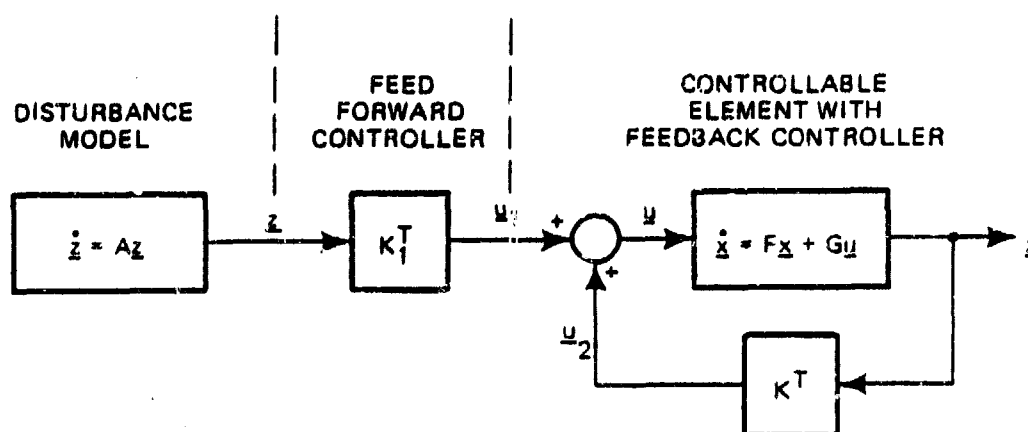 DISTURBANCE
MODEL
FEED
FORWARD
CONTROLLER
CONTROLLABLE
ELEMENT WITH
FEEDBACK CONTROLLER
ż = Az
z
K₁ᵀ
u
+
+
u
ẋ = Fx + Gu
u₂
Kᵀ